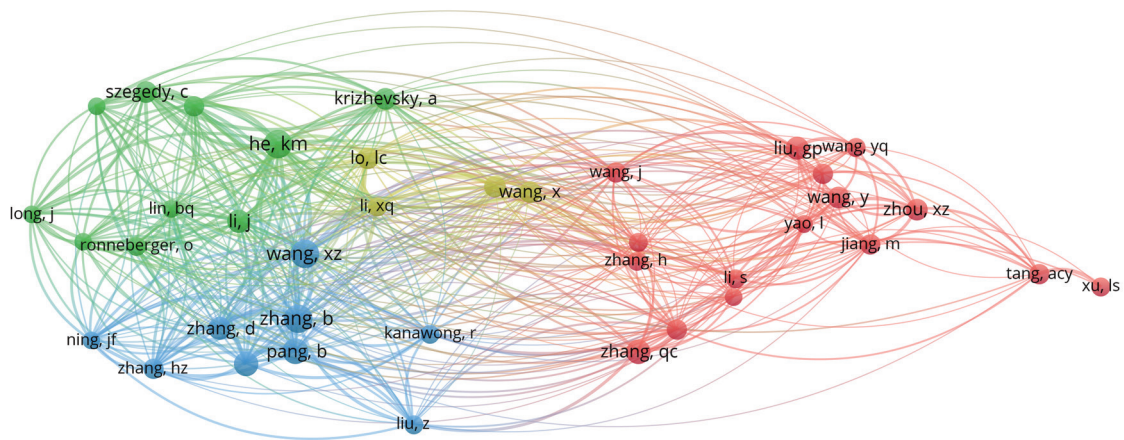 szegedy, c
krizhevsky, a
he, km
lo, lc
liu, gp
wang, yq
wang, j
wang, x
wang, y
li, xq
lin, bq
long, j
li, j
zhou, xz
yao, l
ronneberger, o
jiang, m
wang, xz
zhang, h
tang, acy
li, s
xu, ls
zhang, b
zhang, d
kanawong, r
ning, jf
pang, b
zhang, qc
zhang, hz
liu, z